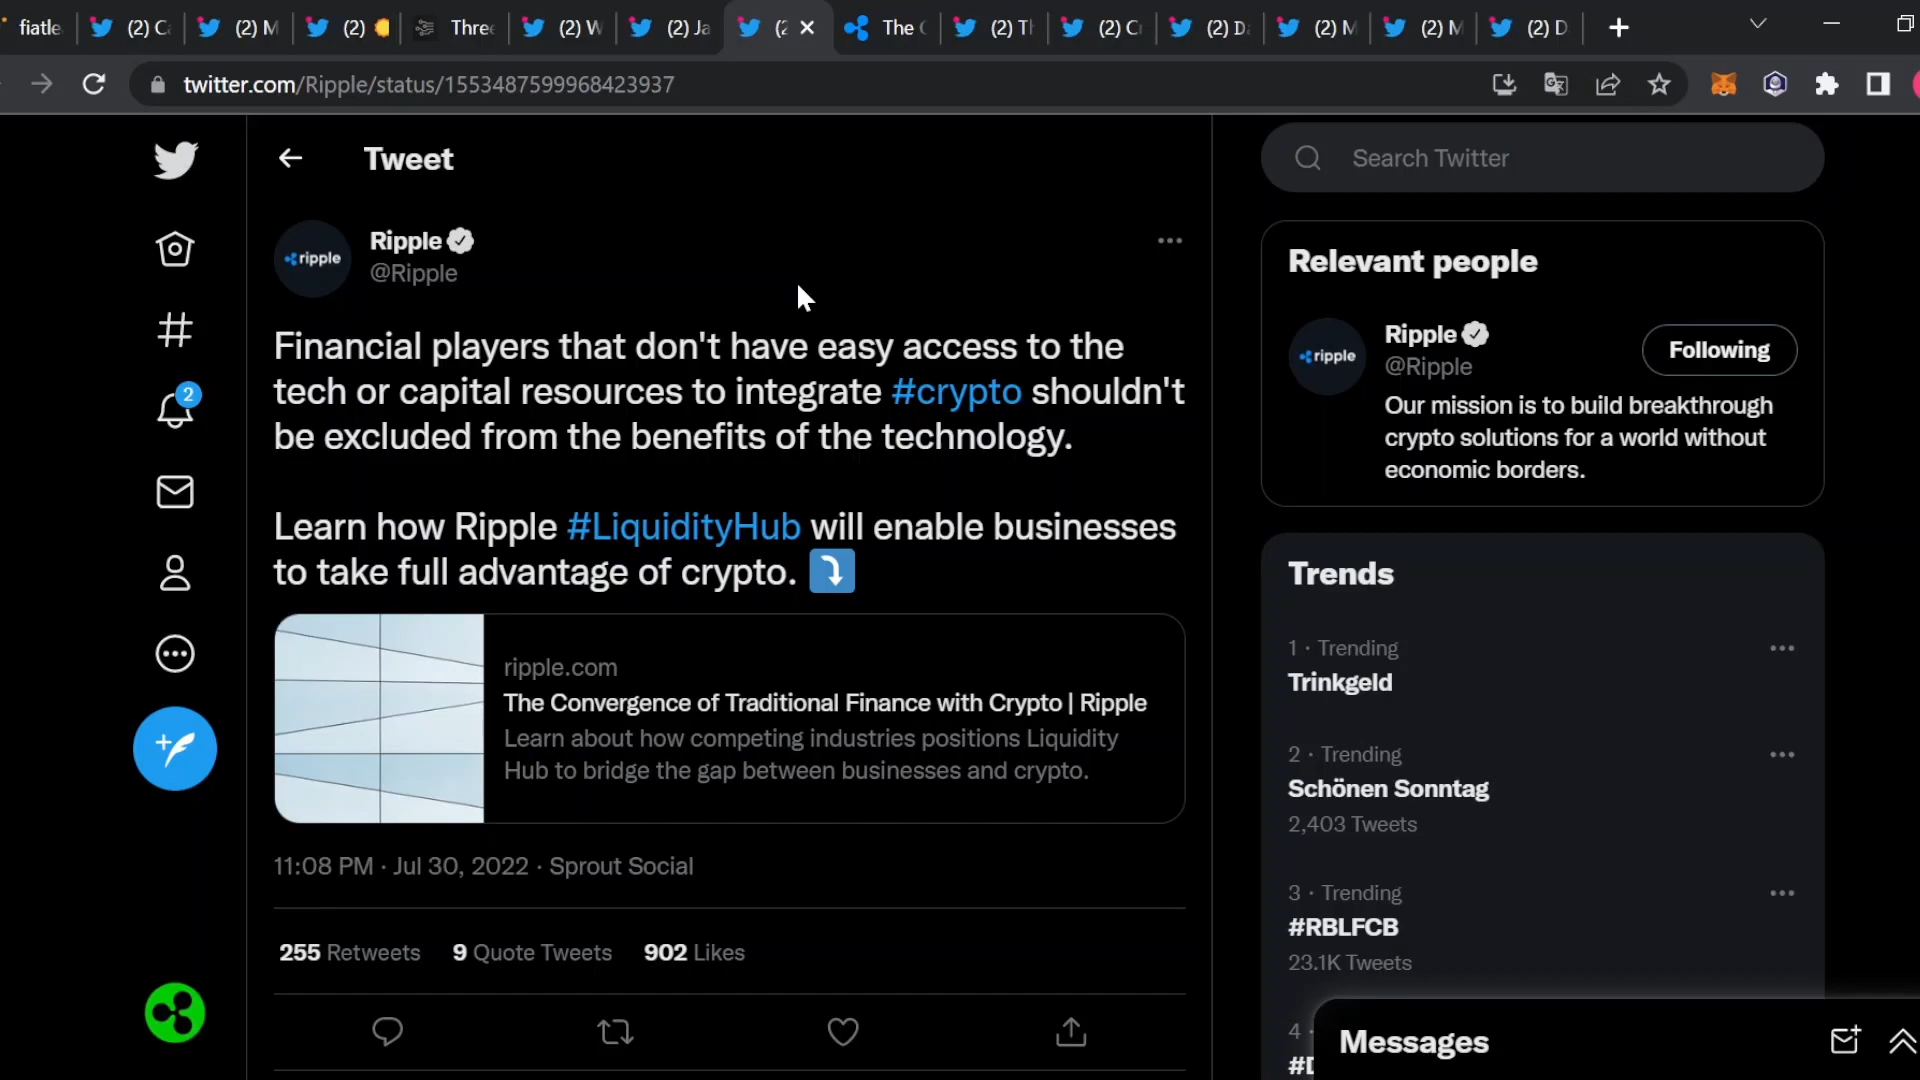 fiatle
(2) C
(2) M
(2)
Three
(2) W
(2) Ja
(2
The
(2) Th
(2) C
(2) D
(2) M
(2) M
(2) D
twitter.com/Ripple/status/1553487599968423937
Tweet
Search Twitter
ripple
Ripple
@Ripple
Financial players that don't have easy access to the
tech or capital resources to integrate #crypto shouldn't
be excluded from the benefits of the technology.
Learn how Ripple #LiquidityHub will enable businesses
to take full advantage of crypto.
ripple.com
The Convergence of Traditional Finance with Crypto | Ripple
Learn about how competing industries positions Liquidity
Hub to bridge the gap between businesses and crypto.
11:08 PM · Jul 30, 2022 · Sprout Social
255 Retweets 9 Quote Tweets 902 Likes
2
Relevant people
ripple
Ripple
@Ripple
Following
Our mission is to build breakthrough
crypto solutions for a world without
economic borders.
Trends
1 · Trending
Trinkgeld
2 · Trending
Schönen Sonntag
2,403 Tweets
3 · Trending
#RBLFCB
23.1K Tweets
4 ·
Messages